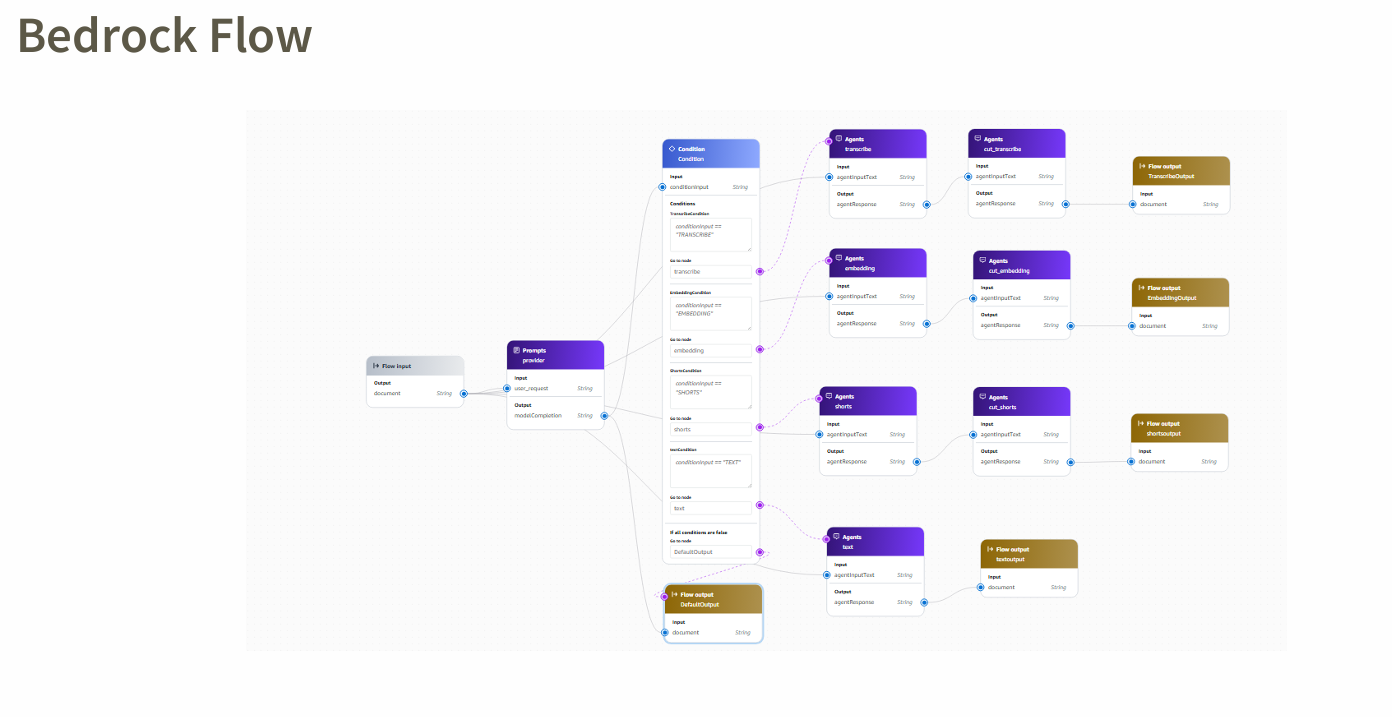 Bedrock Flow
Flow input
Output
document String
Prompts
provider
Input
user_request String
Output
modelCompletion String
Condition
Condition
Input
conditionInput String
Conditions
TranscribeCondition
conditionInput ==
"TRANSCRIBE"
Go to node
transcribe
EmbeddingCondition
conditionInput ==
"EMBEDDING"
Go to node
embedding
ShortsCondition
conditionInput ==
"SHORTS"
Go to node
shorts
conditionInput == "TEXT"
Go to node
text
If all conditions are false
Go to node
DefaultOutput
Flow output
DefaultOutput
Input
document String
Agents
transcribe
Input
agentInputText String
Output
agentResponse String
Agents
cut_transcribe
Input
agentInputText String
Output
agentResponse String
Flow output
TranscribeOutput
Input
document String
Agents
embedding
Input
agentInputText String
Output
agentResponse String
Agents
cut_embedding
Input
agentInputText String
Output
agentResponse String
Flow output
EmbeddingOutput
Input
document String
Agents
shorts
Input
agentInputText String
Output
agentResponse String
Agents
cut_shorts
Input
agentInputText String
Output
agentResponse String
Flow output
shortsoutput
Input
document String
Agents
text
Input
agentInputText String
Output
agentResponse String
Flow output
textoutput
Input
document String